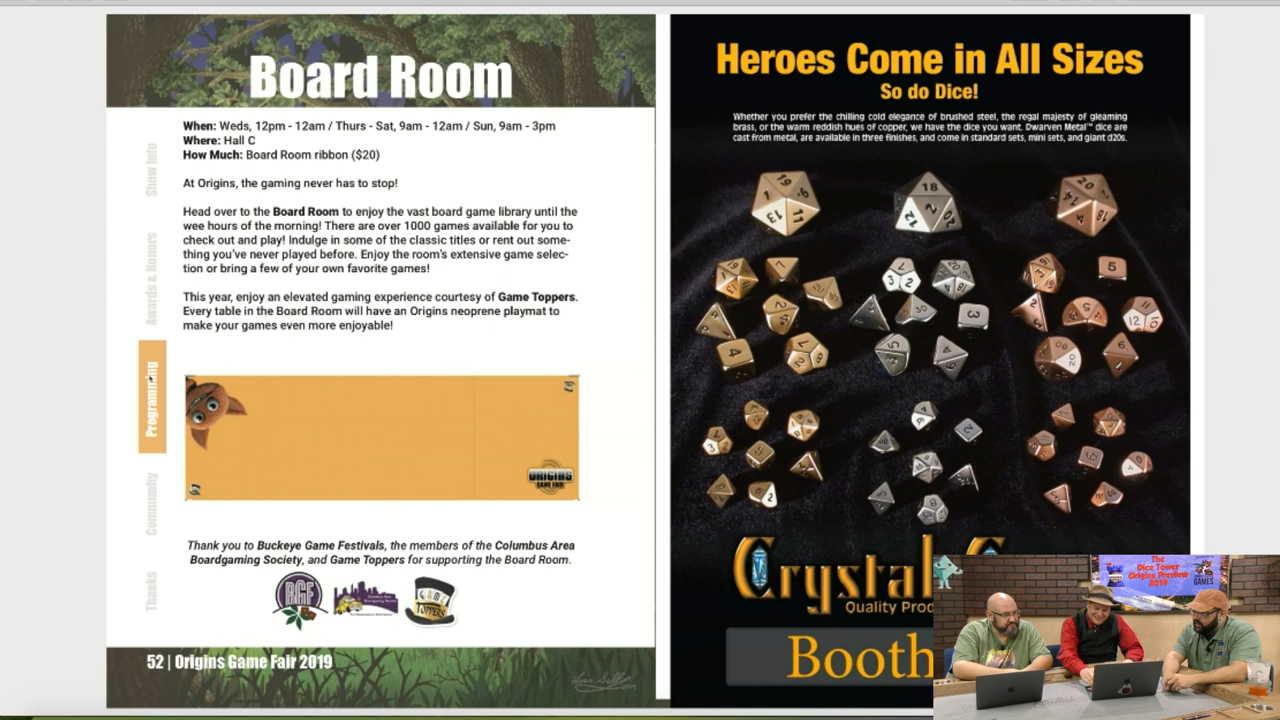 Board Room
When: Weds, 12pm - 12am / Thurs - Sat, 9am - 12am / Sun, 9am - 3pm
Where: Hall C
How Much: Board Room ribbon ($20)
At Origins, the gaming never has to stop!
Head over to the Board Room to enjoy the vast board game library until the
wee hours of the morning! There are over 1000 games available for you to
check out and play! Indulge in some of the classic titles or rent out some-
thing you've never played before. Enjoy the room's extensive game selec-
tion or bring a few of your own favorite games!
This year, enjoy an elevated gaming experience courtesy of Game Toppers.
Every table in the Board Room will have an Origins neoprene playmat to
make your games even more enjoyable!
ORIGINS
GAME FAIR
Thank you to Buckeye Game Festivals, the members of the Columbus Area
Boardgaming Society, and Game Toppers for supporting the Board Room.
BGF
GAME
TOPPERS
52 | Origins Game Fair 2019
Show Info
Awards & Honors
Programming
Community
Thanks
Heroes Come in All Sizes
So do Dice!
Whether you prefer the chilling cold elegance of brushed steel, the regal majesty of gleaming
brass, or the warm reddish hues of copper, we have the dice you want. Dwarven Metal™ dice are
cast from metal, are available in three finishes, and come in standard sets, mini sets, and giant d20s.
Crystal C
Quality Prod
Booth
The
Dice Tower
Origins Preview
2019
GAMES